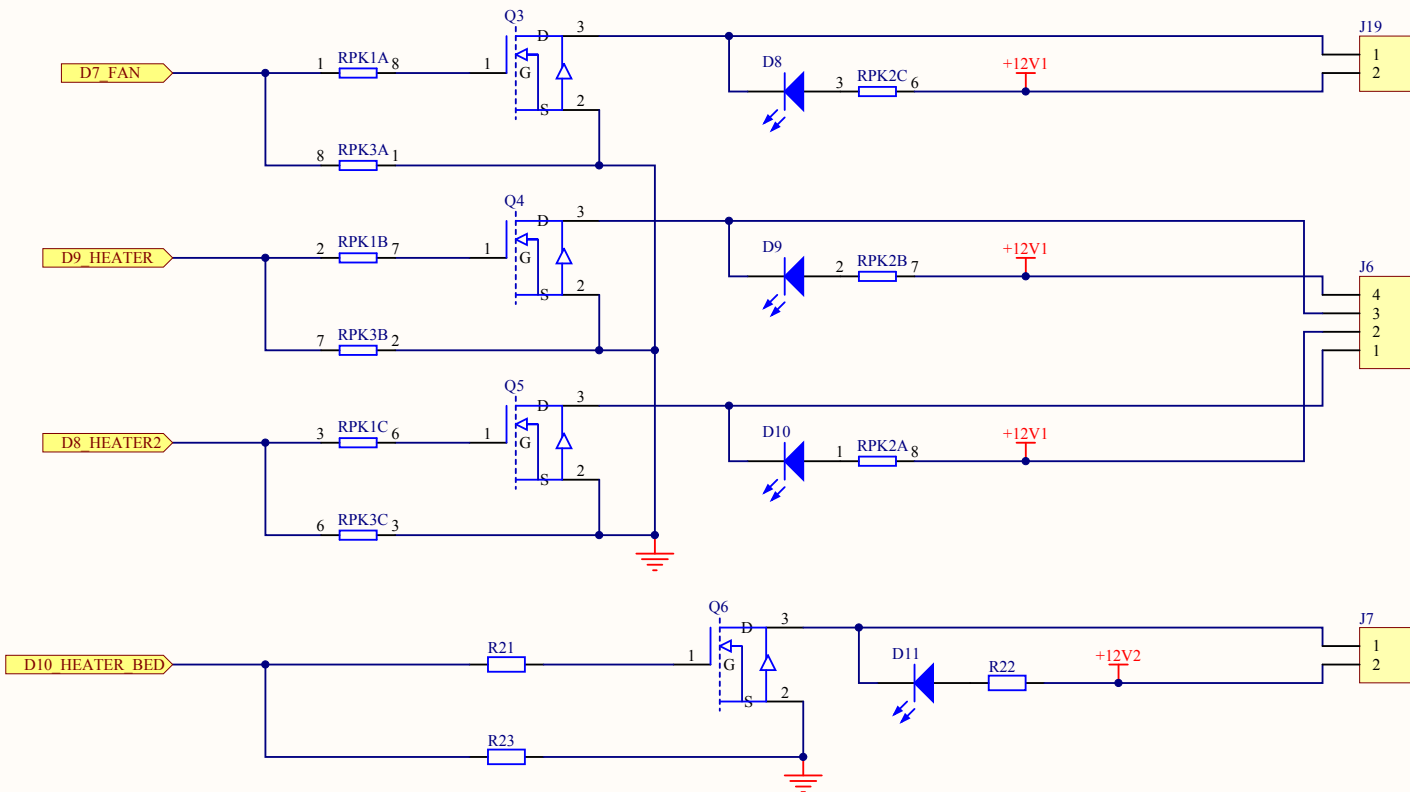 Q3
J19
D 3
D8
+12V1
1
D7_FAN
1 RPK1A 8
1
G
3 RPK2C 6
2
S 2
8 RPK3A 1
Q4
D 3
D9
+12V1
D9_HEATER
2 RPK1B 7
1
G
2 RPK2B 7
J6
4
3
2
1
S 2
7 RPK3B 2
Q5
D 3
D10
+12V1
D8_HEATER2
3 RPK1C 6
1
G
1 RPK2A 8
S 2
6 RPK3C 3
Q6
J7
D 3
D11
+12V2
1
D10_HEATER_BED
R21
1
G
R22
2
S 2
R23